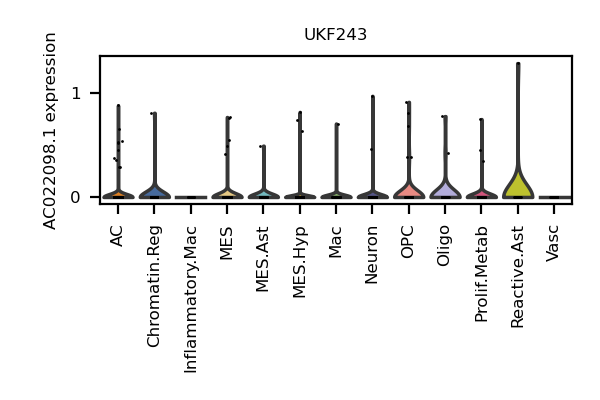 UKF243
AC022098.1 expression
1
0
AC
Chromatin.Reg
Inflammatory.Mac
MES
MES.Ast
MES.Hyp
Mac
Neuron
OPC
Oligo
Prolif.Metab
Reactive.Ast
Vasc